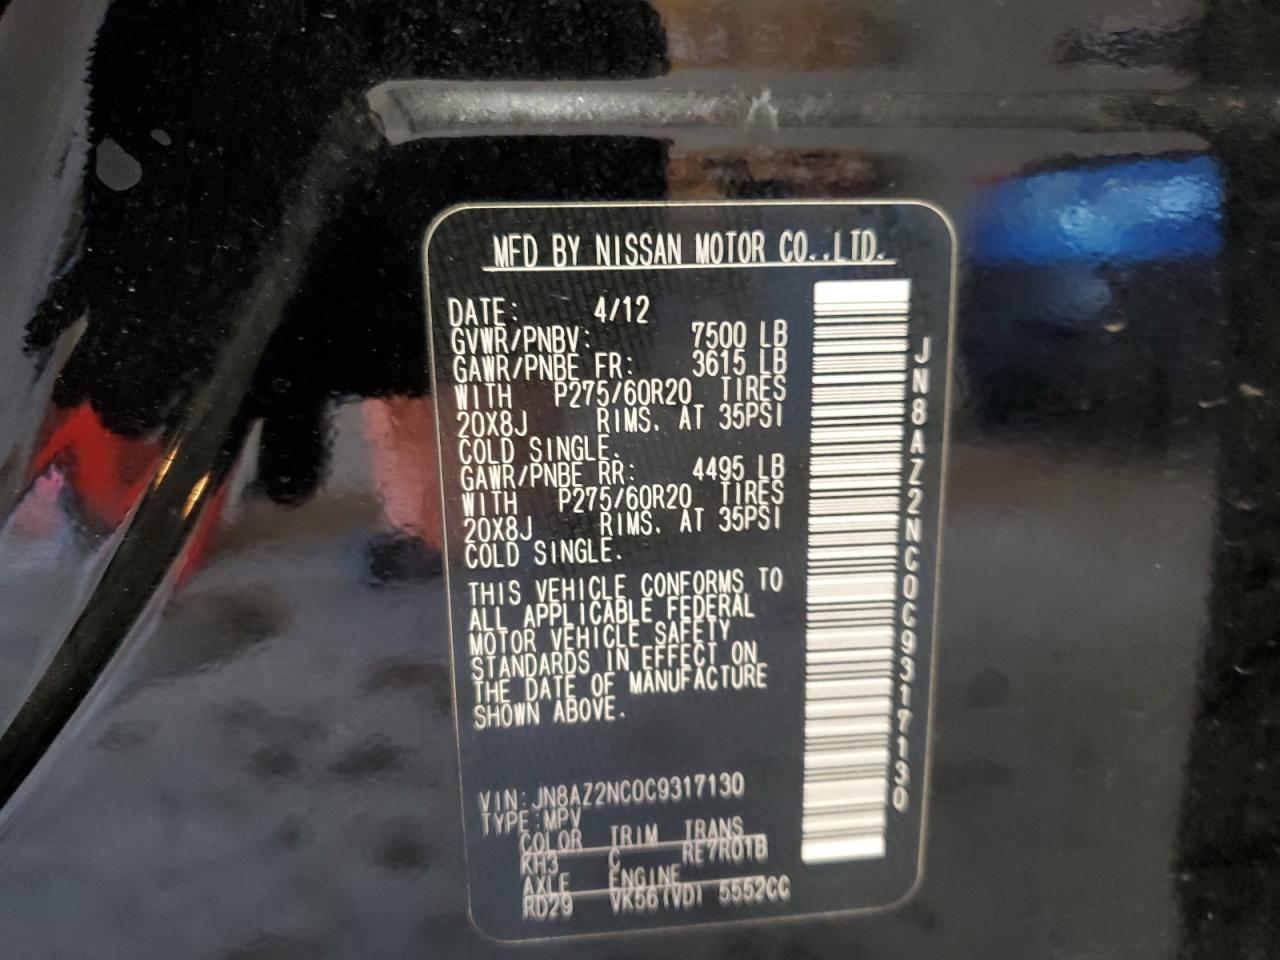 MFD BY NISSAN MOTOR CO.,LTD.
DATE: 4/12
GVWR/PNBV: 7500 LB
GAWR/PNBE FR: 3615 LB
WITH P275/60R20 TIRES
20X8J RIMS. AT 35PSI
COLD SINGLE.
GAWR/PNBE RR: 4495 LB
WITH P275/60R20 TIRES
20X8J RIMS. AT 35PSI
COLD SINGLE.
THIS VEHICLE CONFORMS TO
ALL APPLICABLE FEDERAL
MOTOR VEHICLE SAFETY
STANDARDS IN EFFECT ON
THE DATE OF MANUFACTURE
SHOWN ABOVE.
VIN:JN8AZ2NC0C9317130
TYPE:MPV
COLOR TRIM TRANS
KH3 C RE7R01B
AXLE ENGINE
RD29 VK56(VD) 5552CC
JN8AZ2NC0C9317130